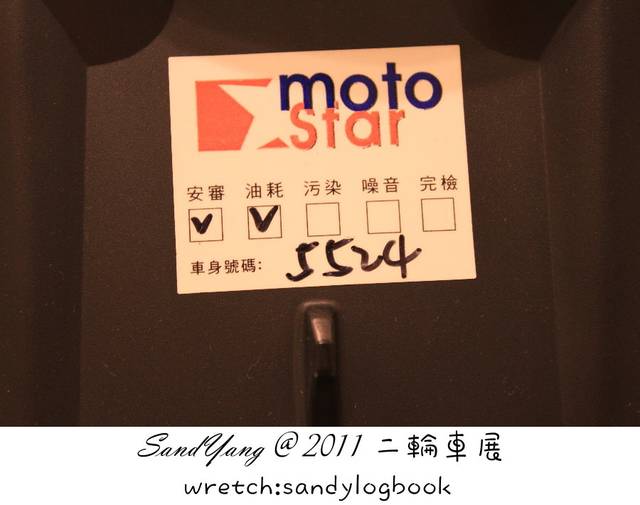 moto
Star
安審 油耗 污染 噪音 完檢
車身號碼: 5524
SandYang @ 2011 二輪車展
wretch:sandylogbook